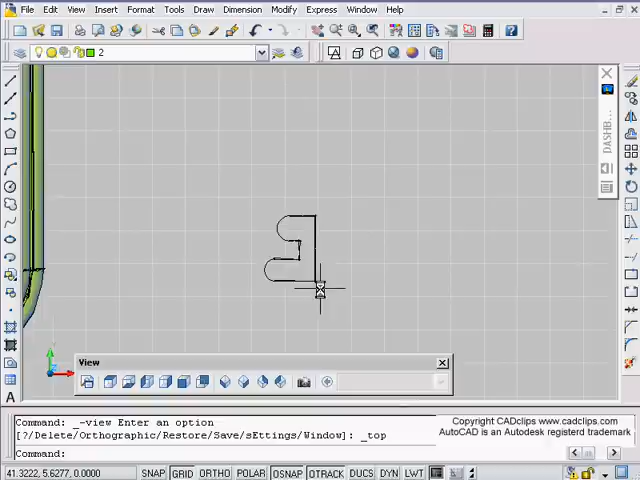 File Edit View Insert Format Tools Draw Dimension Modify Express Window Help
2
DASHB...
View
Command: _-view Enter an option
[?/Delete/Orthographic/Restore/Save/sEttings/Window]: _top
Command:
Copyright CADclips www.cadclips.com
AutoCAD is an Autodesk registerd trademark
41.3222, 5.6277, 0.0000 SNAP GRID ORTHO POLAR OSNAP OTRACK DUCS DYN LWT